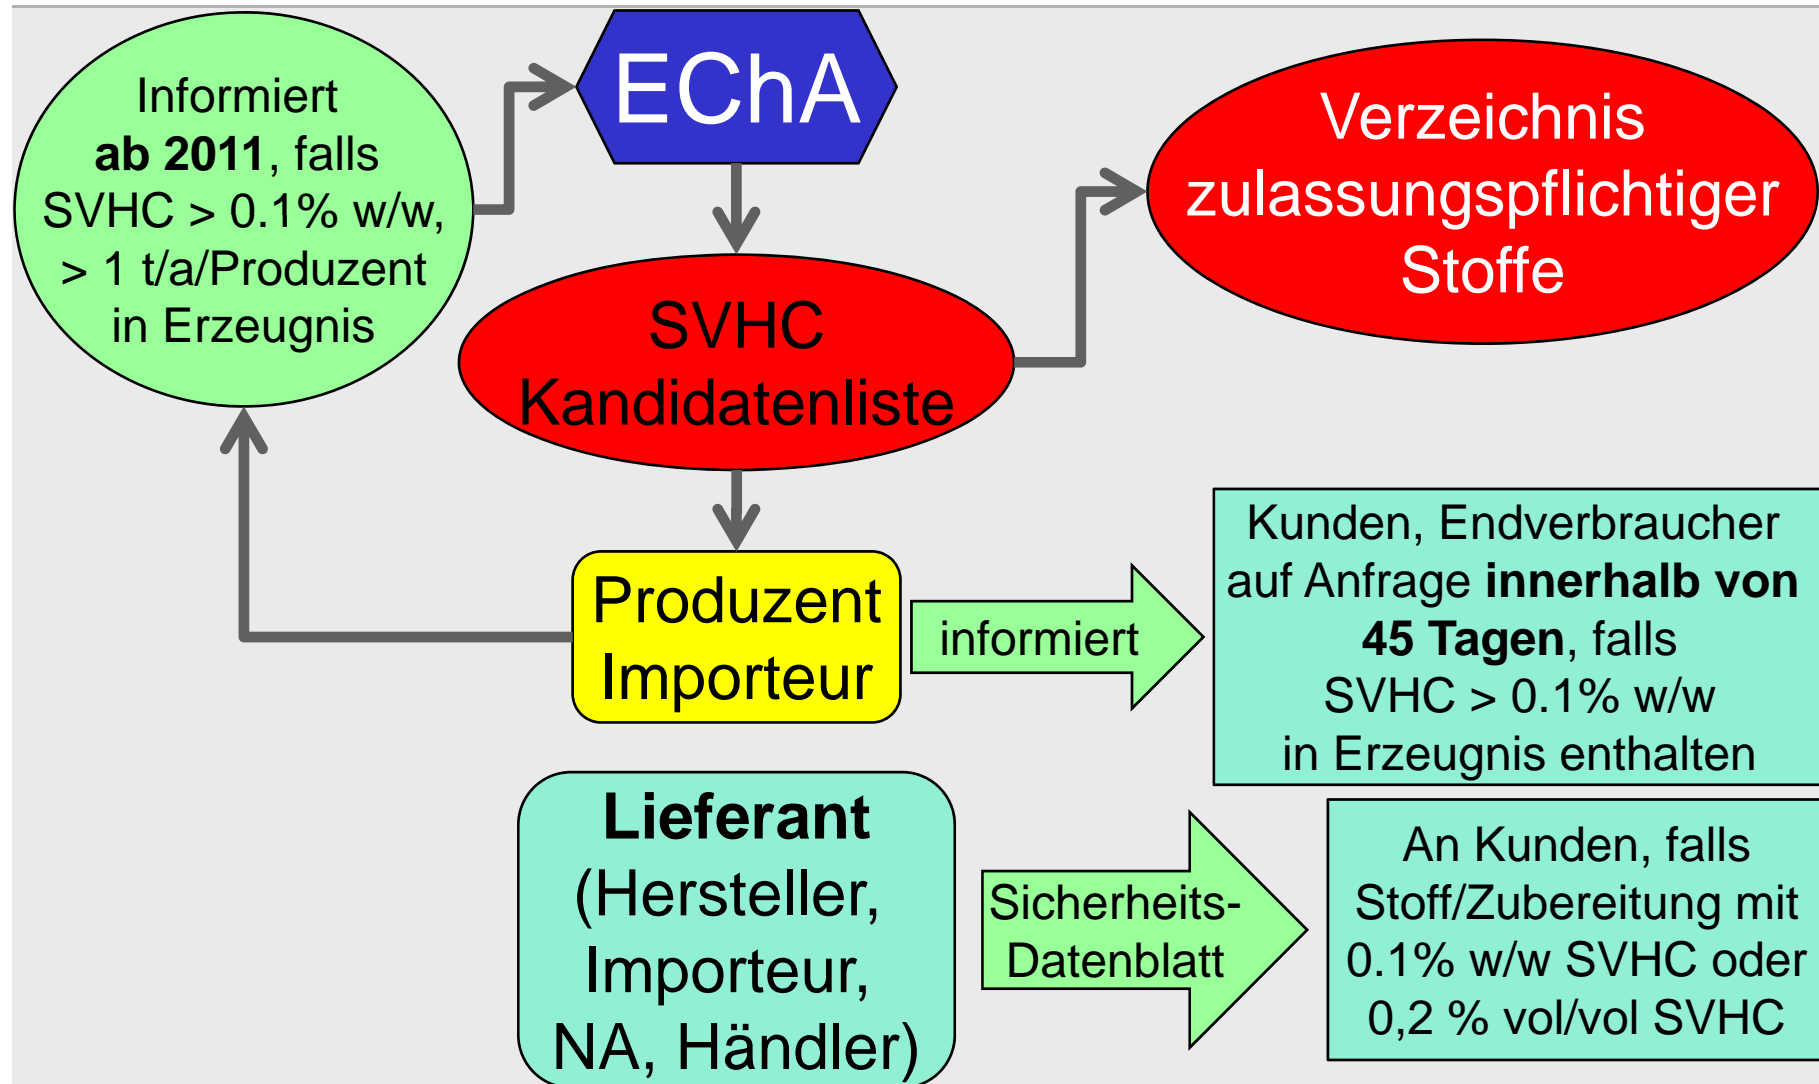 Informiert
ab 2011, falls
SVHC > 0.1% w/w,
> 1 t/a/Produzent
in Erzeugnis
EChA
Verzeichnis
zulassungspflichtiger
Stoffe
SVHC
Kandidatenliste
Produzent
Importeur
informiert
Kunden, Endverbraucher
auf Anfrage innerhalb von
45 Tagen, falls
SVHC > 0.1% w/w
in Erzeugnis enthalten
Lieferant
(Hersteller,
Importeur,
NA, Händler)
Sicherheits-
Datenblatt
An Kunden, falls
Stoff/Zubereitung mit
0.1% w/w SVHC oder
0,2 % vol/vol SVHC